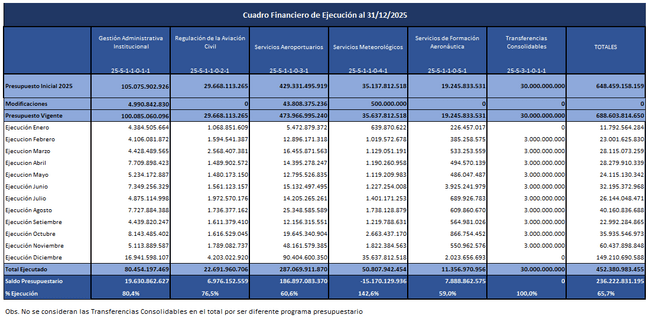 Cuadro Financiero de Ejecución al 31/12/2025
Gestión Administrativa Institucional Regulación de la Aviación Civil Servicios Aeroportuarios Servicios Meteorológicos Servicios de Formación Aeronáutica Transferencias Consolidables TOTALES
25-5-1-1-0-1-1 25-5-1-1-0-2-1 25-5-1-1-0-3-1 25-5-1-1-0-4-1 25-5-1-1-0-5-1 25-5-3-1-0-1-1
Presupuesto Inicial 2025 105.075.902.926 29.668.113.265 429.331.495.919 35.137.812.518 19.245.833.531 30.000.000.000 648.459.158.159
Modificaciones 4.990.842.830 0 43.808.375.236 500.000.000 0 0
Presupuesto Vigente 100.085.060.096 29.668.113.265 473.966.995.240 35.637.812.518 19.245.833.531 30.000.000.000 688.603.814.650
Ejecución Enero 4.384.505.664 1.068.851.609 5.472.879.372 639.870.622 226.457.017 0 11.792.564.284
Ejecucion Febrero 4.106.081.872 1.594.541.387 12.896.171.318 1.019.572.678 385.258.575 3.000.000.000 23.001.625.830
Ejecución Marzo 4.428.489.565 2.568.407.381 16.455.871.563 1.129.051.191 533.253.559 3.000.000.000 28.115.073.259
Ejecucion Abril 7.709.898.423 1.489.902.572 14.395.278.247 1.190.260.958 494.570.139 3.000.000.000 28.279.910.339
Ejecución Mayo 5.234.172.887 1.480.173.150 12.795.526.835 1.119.209.983 486.047.487 3.000.000.000 24.115.130.342
Ejecución Junio 7.349.256.329 1.561.123.157 15.132.497.495 1.227.254.008 3.925.241.979 3.000.000.000 32.195.372.968
Ejecución Julio 4.875.114.998 1.972.570.176 14.205.265.261 1.401.171.253 689.926.783 3.000.000.000 26.144.048.471
Ejecución Agosto 7.727.884.388 1.736.377.162 25.348.585.589 1.738.128.879 609.860.670 3.000.000.000 40.160.836.688
Ejecución Setiembre 4.439.820.247 1.611.379.410 12.156.315.551 1.219.788.631 564.981.026 3.000.000.000 22.992.284.865
Ejecución Octubre 8.143.485.402 1.616.529.045 19.645.340.904 2.663.437.170 866.754.452 3.000.000.000 35.935.546.973
Ejecución Noviembre 5.113.889.587 1.789.082.737 48.161.579.385 1.822.384.563 550.962.576 3.000.000.000 60.437.898.848
Ejecución Diciembre 16.941.598.107 4.203.022.920 90.404.600.350 35.637.812.518 2.023.656.693 0 149.210.690.588
Total Ejecutado 80.454.197.469 22.691.960.706 287.069.911.870 50.807.942.454 11.356.970.956 30.000.000.000 452.380.983.455
Saldo Presupuestario 19.630.862.627 6.976.152.559 186.897.083.370 -15.170.129.936 7.888.862.575 0 236.222.831.195
% Ejecución 80,4% 76,5% 60,6% 142,6% 59,0% 100,0% 65,7%
Obs. No se consideran las Transferencias Consolidables en el total por ser diferente programa presupuestario